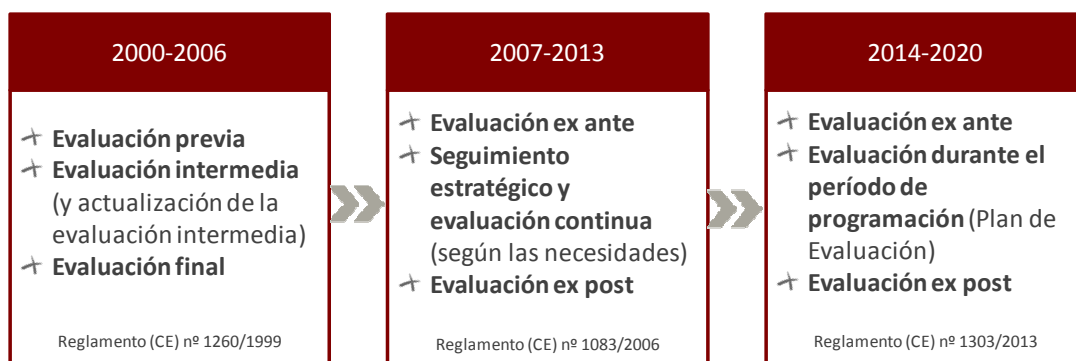 2000-2006
Evaluación previa
Evaluación intermedia
(y actualización de la
evaluación intermedia)
Evaluación final
Reglamento (CE) nº 1260/1999
2007-2013
Evaluación ex ante
Seguimiento
estratégico y
evaluación continua
(según las necesidades)
Evaluación ex post
Reglamento (CE) nº 1083/2006
2014-2020
Evaluación ex ante
Evaluación durante el
período de
programación (Plan de
Evaluación)
Evaluación ex post
Reglamento (CE) nº 1303/2013